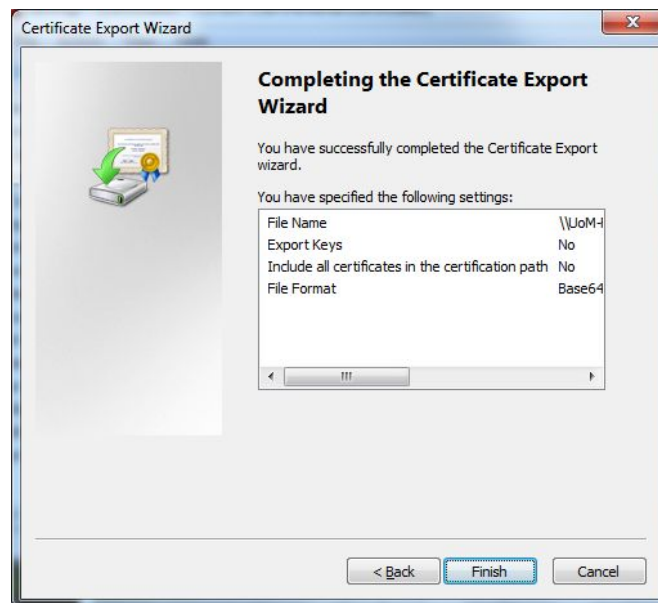 Certificate Export Wizard
Completing the Certificate Export
Wizard
You have successfully completed the Certificate Export
wizard.
You have specified the following settings:
File Name \\UoM-
Export Keys No
Include all certificates in the certification path No
File Format Base64
< Back Finish Cancel